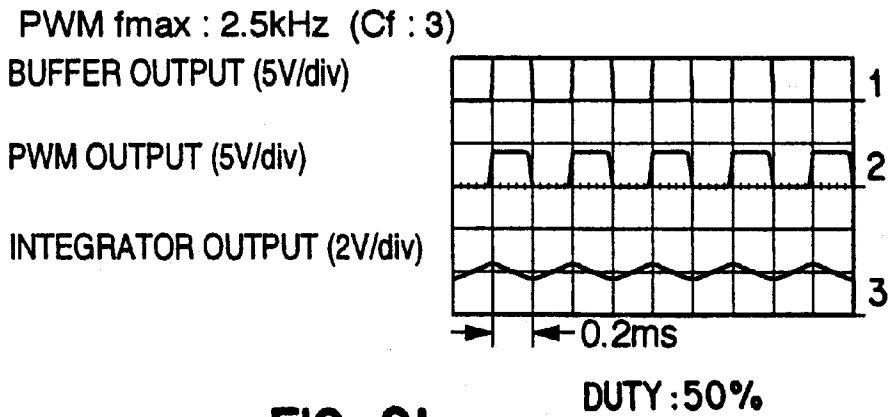 PWM fmax : 2.5kHz (Cf : 3)
BUFFER OUTPUT (5V/div)
1
PWM OUTPUT (5V/div)
2
INTEGRATOR OUTPUT (2V/div)
3
0.2ms
DUTY : 50%